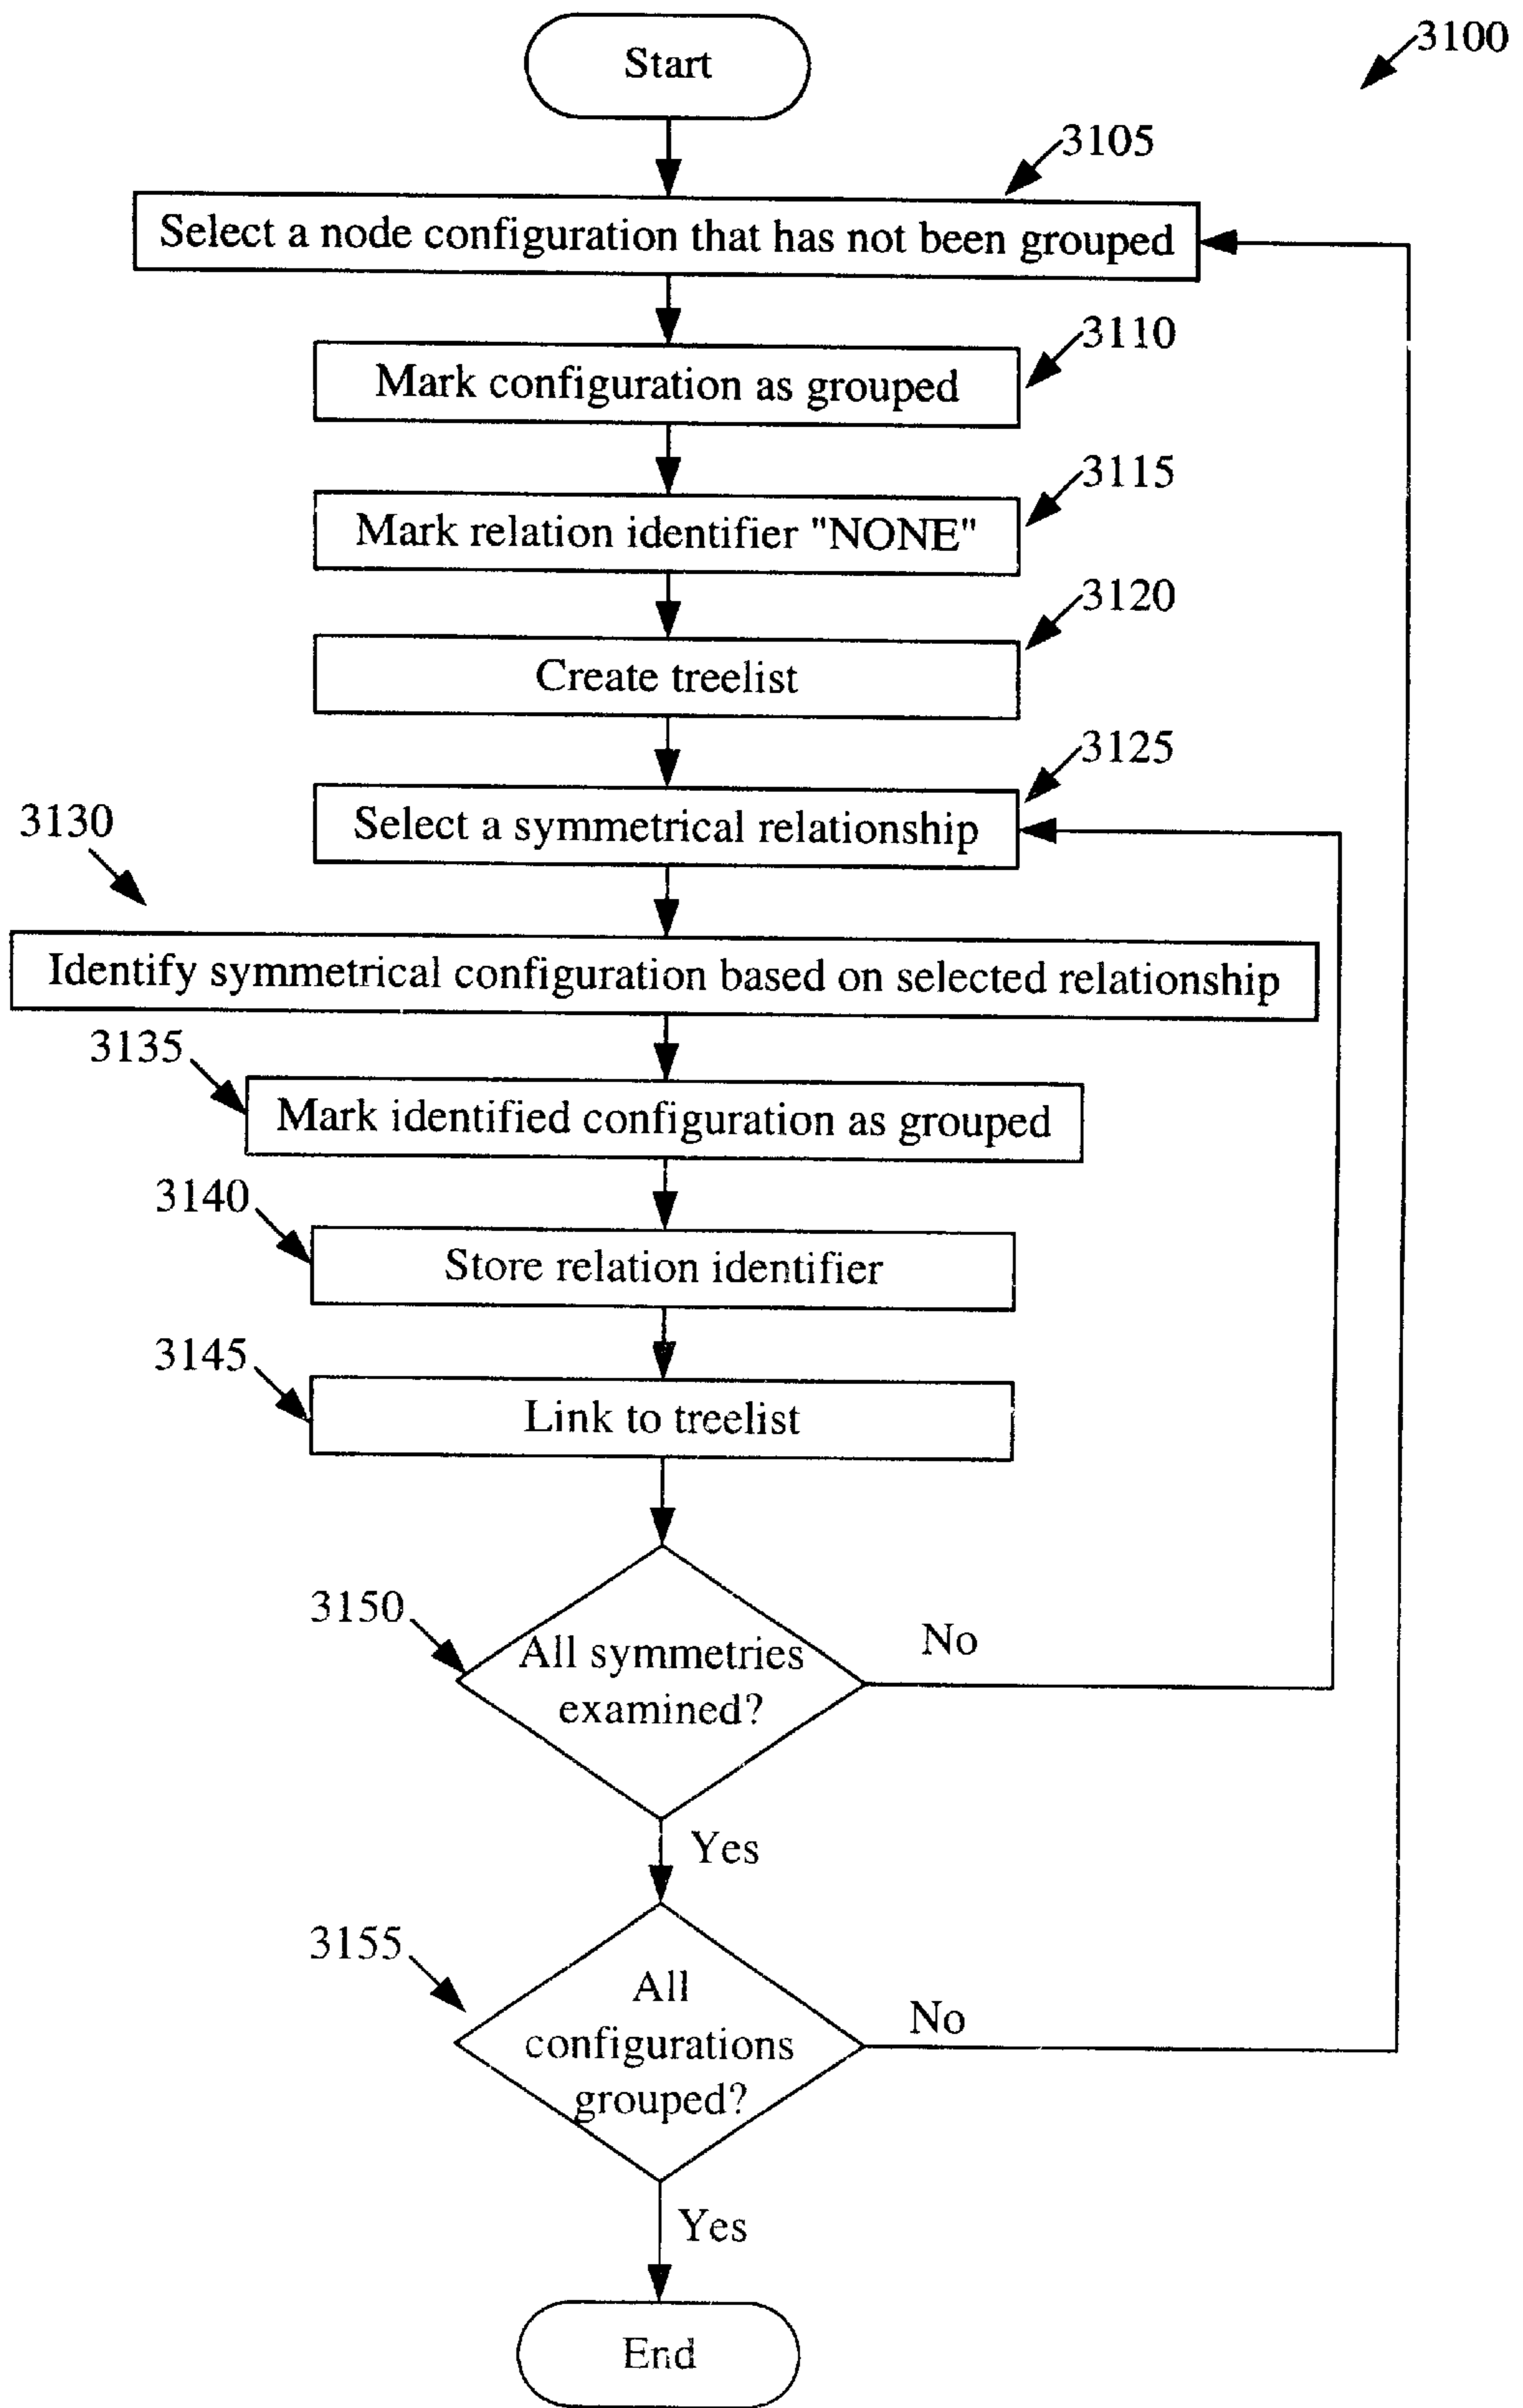 Start
3100
3105
Select a node configuration that has not been grouped
3110
Mark configuration as grouped
3115
Mark relation identifier "NONE"
3120
Create treelist
3125
Select a symmetrical relationship
3130
Identify symmetrical configuration based on selected relationship
3135
Mark identified configuration as grouped
3140
Store relation identifier
3145
Link to treelist
3150
All symmetries
examined?
No
Yes
3155
All
configurations
grouped?
No
Yes
End